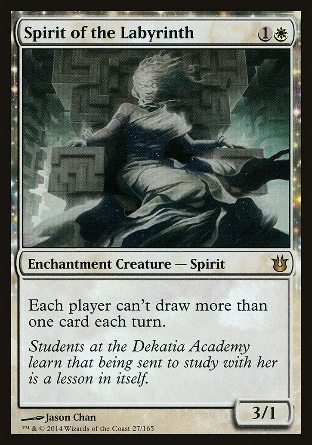 Spirit of the Labyrinth 1
Enchantment Creature — Spirit
Each player can't draw more than
one card each turn.
Students at the Dekatia Academy
learn that being sent to study with her
is a lesson in itself.
Jason Chan
™ & © 2014 Wizards of the Coast 27/165
3/1